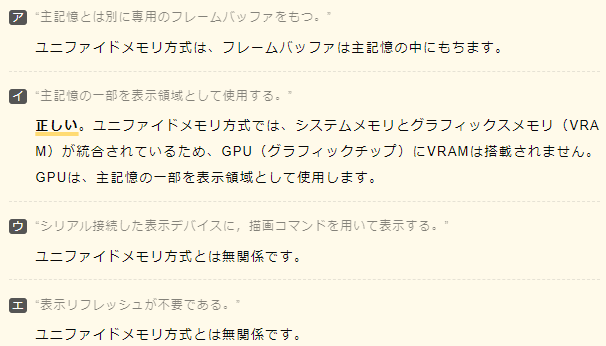 ア “主記憶とは別に専用のフレームバッファをもつ。”
ユニファイドメモリ方式は、フレームバッファは主記憶の中にもちます。
イ “主記憶の一部を表示領域として使用する。”
正しい。ユニファイドメモリ方式では、システムメモリとグラフィックスメモリ（VRA
M）が統合されているため、GPU（グラフィックチップ）にVRAMは搭載されません。
GPUは、主記憶の一部を表示領域として使用します。
ウ “シリアル接続した表示デバイスに，描画コマンドを用いて表示する。”
ユニファイドメモリ方式とは無関係です。
エ “表示リフレッシュが不要である。”
ユニファイドメモリ方式とは無関係です。